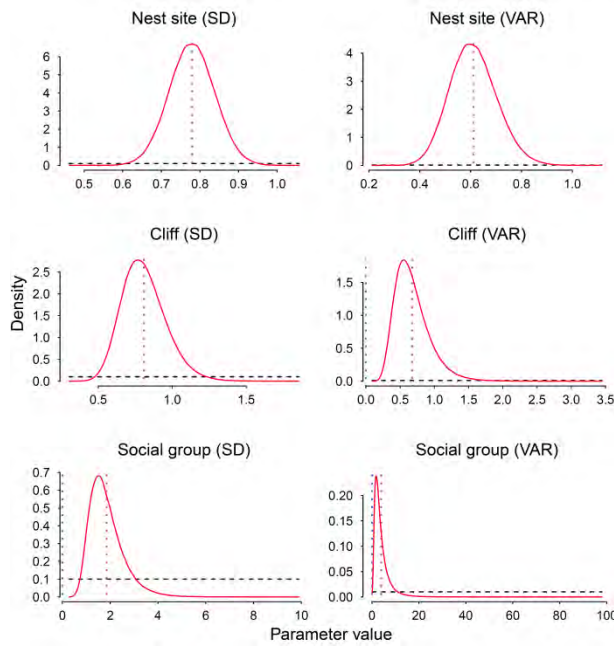 Nest site (SD)
6
5
4
3
2
1
0
0.5 0.6 0.7 0.8 0.9 1.0
Nest site (VAR)
4
3
2
1
0
0.2 0.4 0.6 0.8 1.0
Cliff (SD)
2.5
2.0
1.5
1.0
0.5
0.0
0.5 1.0 1.5
Cliff (VAR)
1.5
1.0
0.5
0.0
0.0 0.5 1.0 1.5 2.0 2.5 3.0 3.5
Density
Social group (SD)
0.7
0.6
0.5
0.4
0.3
0.2
0.1
0.0
0 2 4 6 8 10
Social group (VAR)
0.20
0.15
0.10
0.05
0.00
0 20 40 60 80 100
Parameter value